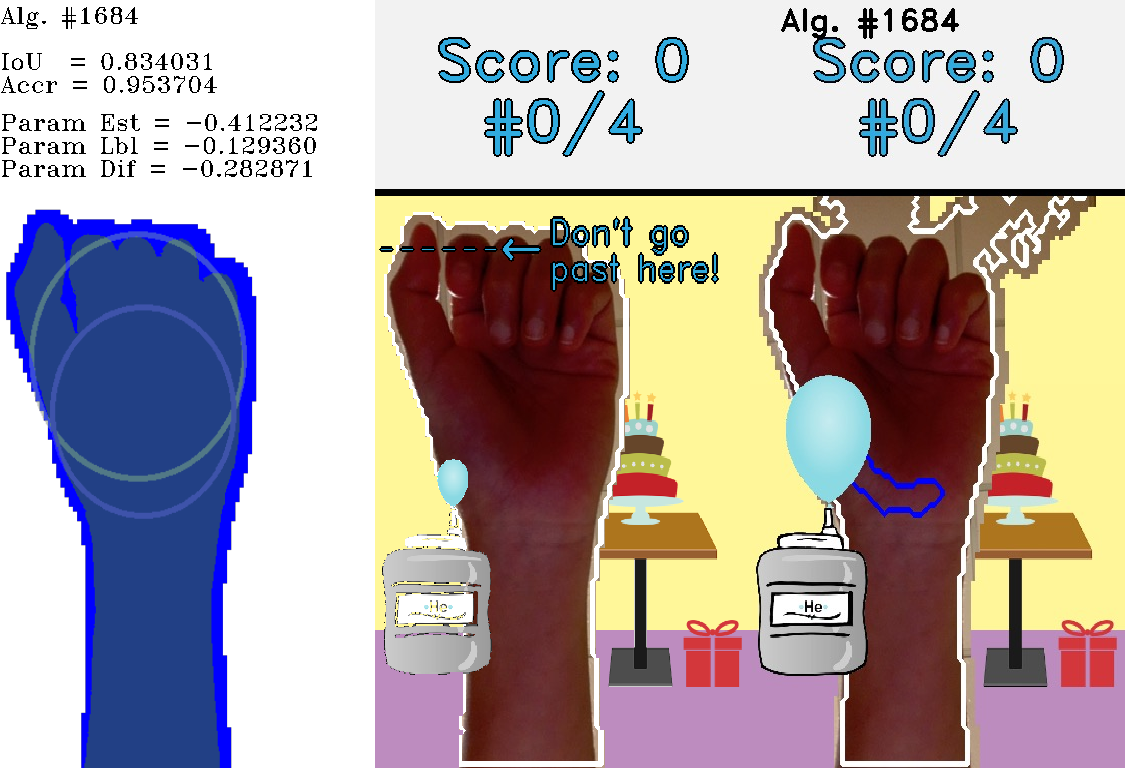 Alg. #1684
IoU = 0.834031
Accr = 0.953704
Param Est = −0.412232
Param Lbl = −0.129360
Param Dif = −0.282871
Score: 0
#0/4
Don't go
past here!
He
Alg. #1684
Score: 0
#0/4
He